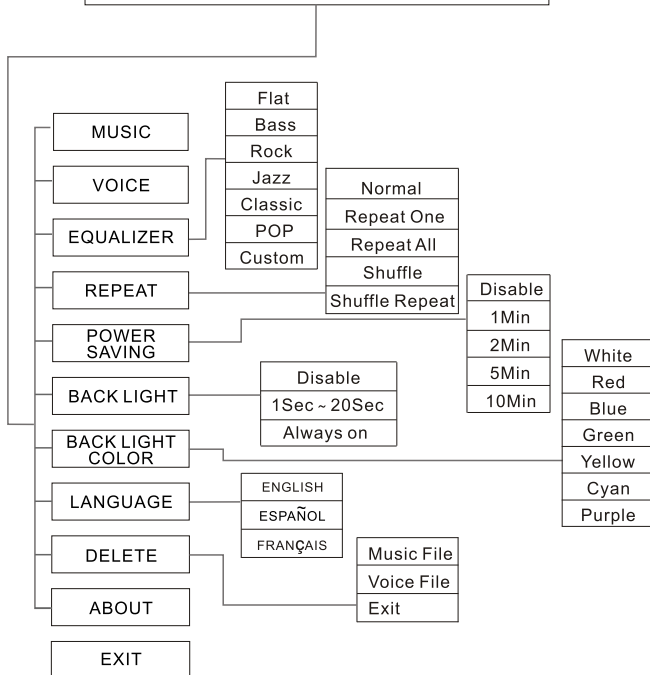 MUSIC
VOICE
EQUALIZER
REPEAT
POWER
SAVING
BACK LIGHT
BACK LIGHT
COLOR
LANGUAGE
DELETE
ABOUT
EXIT
Flat
Bass
Rock
Jazz
Classic
POP
Custom
Normal
Repeat One
Repeat All
Shuffle
Shuffle Repeat
Disable
1Min
2Min
5Min
10Min
Disable
1Sec ~ 20Sec
Always on
White
Red
Blue
Green
Yellow
Cyan
Purple
ENGLISH
ESPAÑOL
FRANÇAIS
Music File
Voice File
Exit